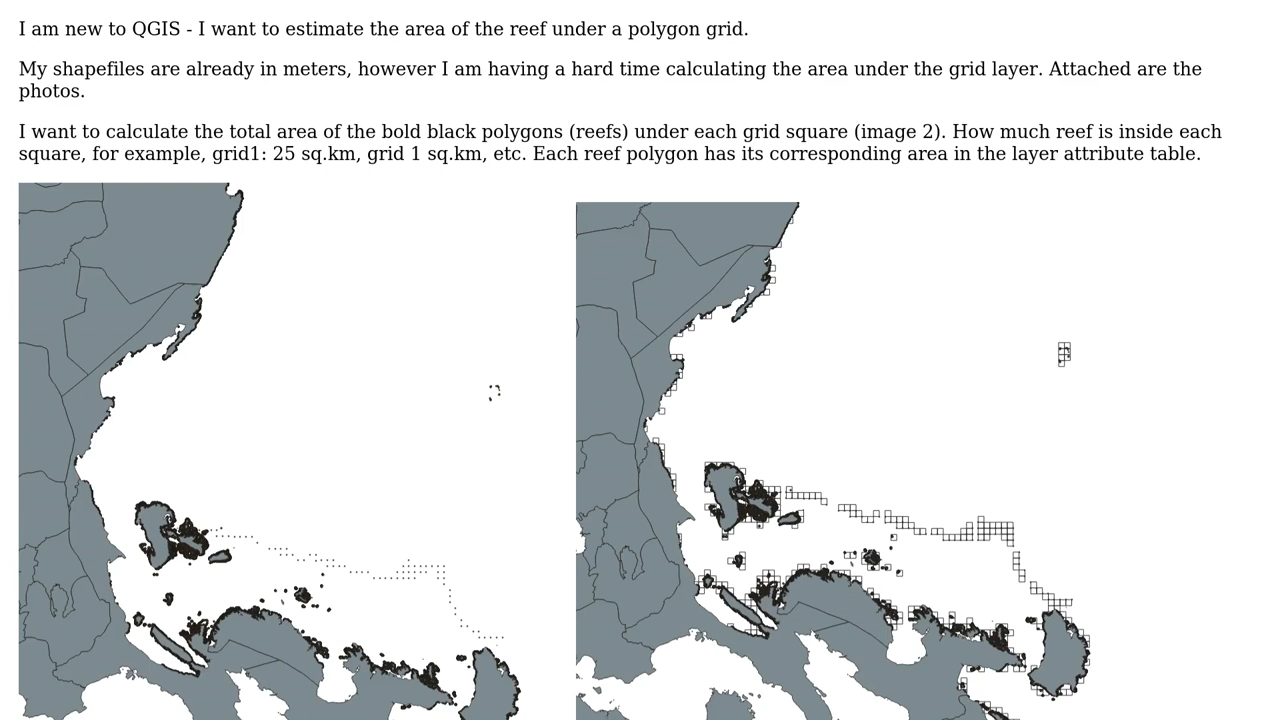 I am new to QGIS - I want to estimate the area of the reef under a polygon grid.
My shapefiles are already in meters, however I am having a hard time calculating the area under the grid layer. Attached are the
photos.
I want to calculate the total area of the bold black polygons (reefs) under each grid square (image 2). How much reef is inside each
square, for example, grid1: 25 sq.km, grid 1 sq.km, etc. Each reef polygon has its corresponding area in the layer attribute table.